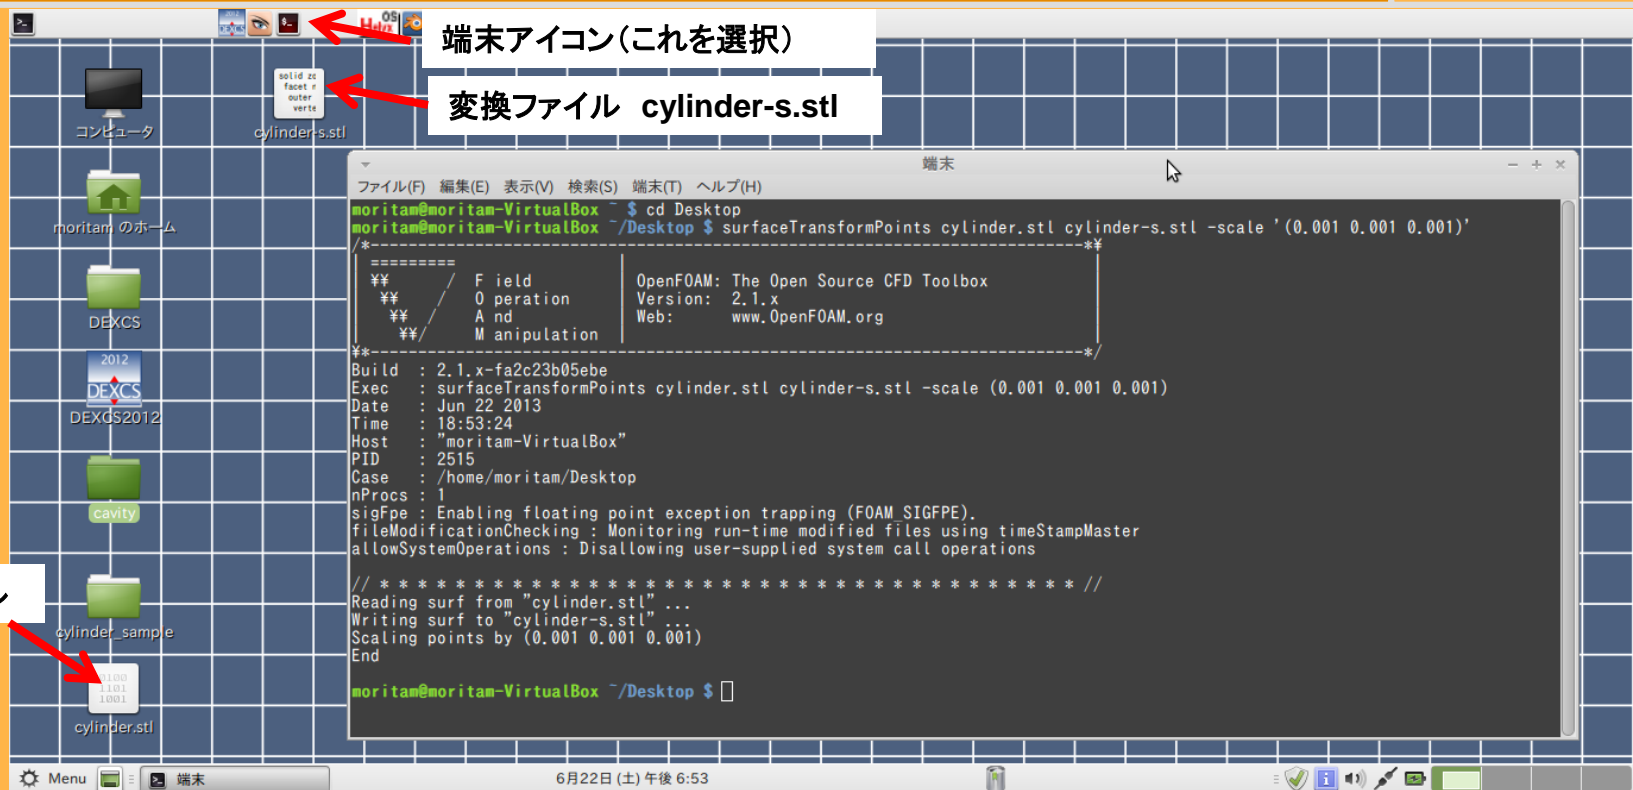 端末アイコン(これを選択)
変換ファイル cylinder-s.stl
OS
DEXCS
solid zc
facet r
outer
verte
コンピュータ
cylinder-s.stl
moritam のホーム
DEXCS
2012
DEXCS
DEXCS2012
cavity
cylinder_sample
ル
0100
1101
1001
cylinder.stl
端末
ファイル(F) 編集(E) 表示(V) 検索(S) 端末(T) ヘルプ(H)
moritam@moritam-VirtualBox ~ $ cd Desktop
moritam@moritam-VirtualBox ~/Desktop $ surfaceTransformPoints cylinder.stl cylinder-s.stl -scale '(0.001 0.001 0.001)'
/*---------------------------------------------------------------------------*¥
| =========                 |                                                 |
| ¥¥      /  F ield         | OpenFOAM: The Open Source CFD Toolbox           |
|  ¥¥    /   O peration     | Version:  2.1.x                                 |
|   ¥¥  /    A nd           | Web:      www.OpenFOAM.org                      |
|    ¥¥/     M anipulation  |                                                 |
¥*---------------------------------------------------------------------------*/
Build  : 2.1.x-fa2c23b05ebe
Exec   : surfaceTransformPoints cylinder.stl cylinder-s.stl -scale (0.001 0.001 0.001)
Date   : Jun 22 2013
Time   : 18:53:24
Host   : "moritam-VirtualBox"
PID    : 2515
Case   : /home/moritam/Desktop
nProcs : 1
sigFpe : Enabling floating point exception trapping (FOAM_SIGFPE).
fileModificationChecking : Monitoring run-time modified files using timeStampMaster
allowSystemOperations : Disallowing user-supplied system call operations
// * * * * * * * * * * * * * * * * * * * * * * * * * * * * * * * * * * * * * //
Reading surf from "cylinder.stl" ...
Writing surf to "cylinder-s.stl" ...
Scaling points by (0.001 0.001 0.001)
End
moritam@moritam-VirtualBox ~/Desktop $
Menu
端末
6月22日 (土) 午後 6:53